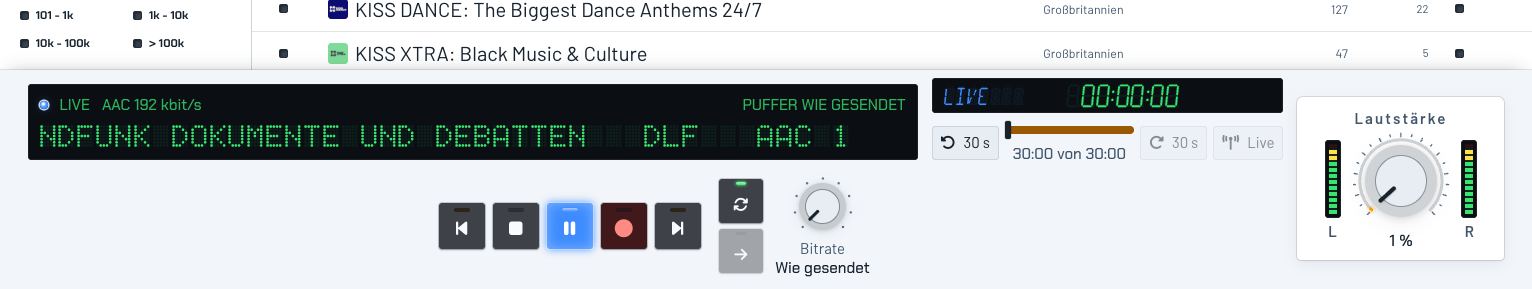 101 - 1k
1k - 10k
10k - 100k
> 100k
KISS DANCE: The Biggest Dance Anthems 24/7
Großbritannien
127
22
KISS XTRA: Black Music & Culture
Großbritannien
47
5
LIVE AAC 192 kbit/s
PUFFER WIE GESENDET
NDFUNK DOKUMENTE UND DEBATTEN DLF AAC 1
LIVE
00:00:00
30 s
30:00 von 30:00
30 s
Live
Lautstärke
L
R
1 %
Bitrate
Wie gesendet